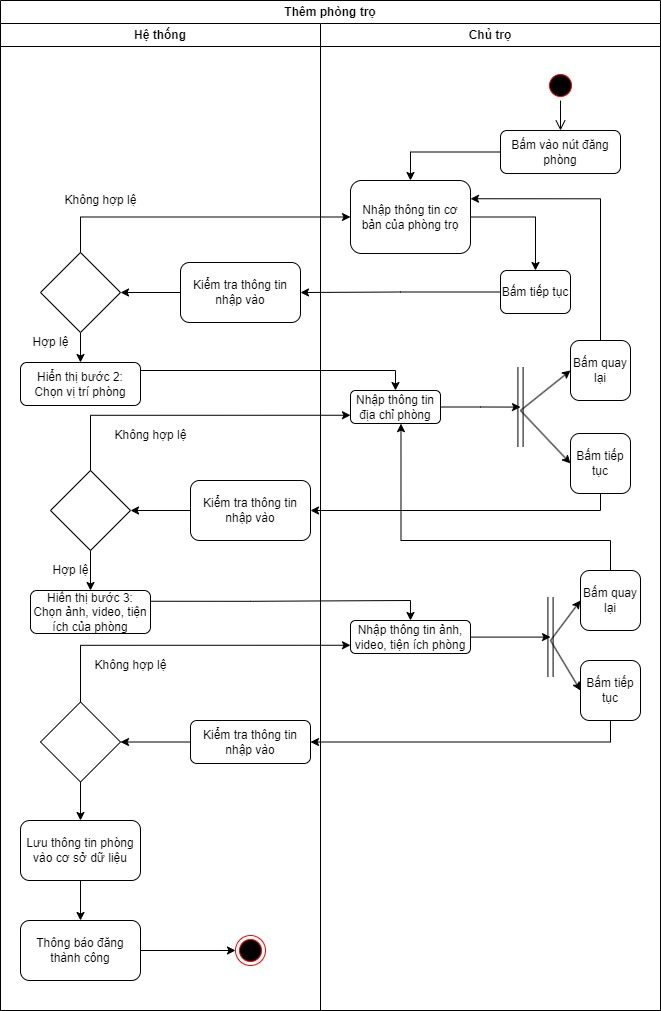 Thêm phòng trọ
Hệ thống
Chủ trọ
Bấm vào nút đăng
phòng
Không hợp lệ
Nhập thông tin cơ
bản của phòng trọ
Kiểm tra thông tin
nhập vào
Bấm tiếp tục
Hợp lệ
Hiển thị bước 2:
Chọn vị trí phòng
Nhập thông tin
địa chỉ phòng
Bấm quay
lại
Không hợp lệ
Bấm tiếp
tục
Kiểm tra thông tin
nhập vào
Hợp lệ
Hiển thị bước 3:
Chọn ảnh, video, tiện
ích của phòng
Nhập thông tin ảnh,
video, tiện ích phòng
Bấm quay
lại
Không hợp lệ
Bấm tiếp
tục
Kiểm tra thông tin
nhập vào
Lưu thông tin phòng
vào cơ sở dữ liệu
Thông báo đăng
thành công